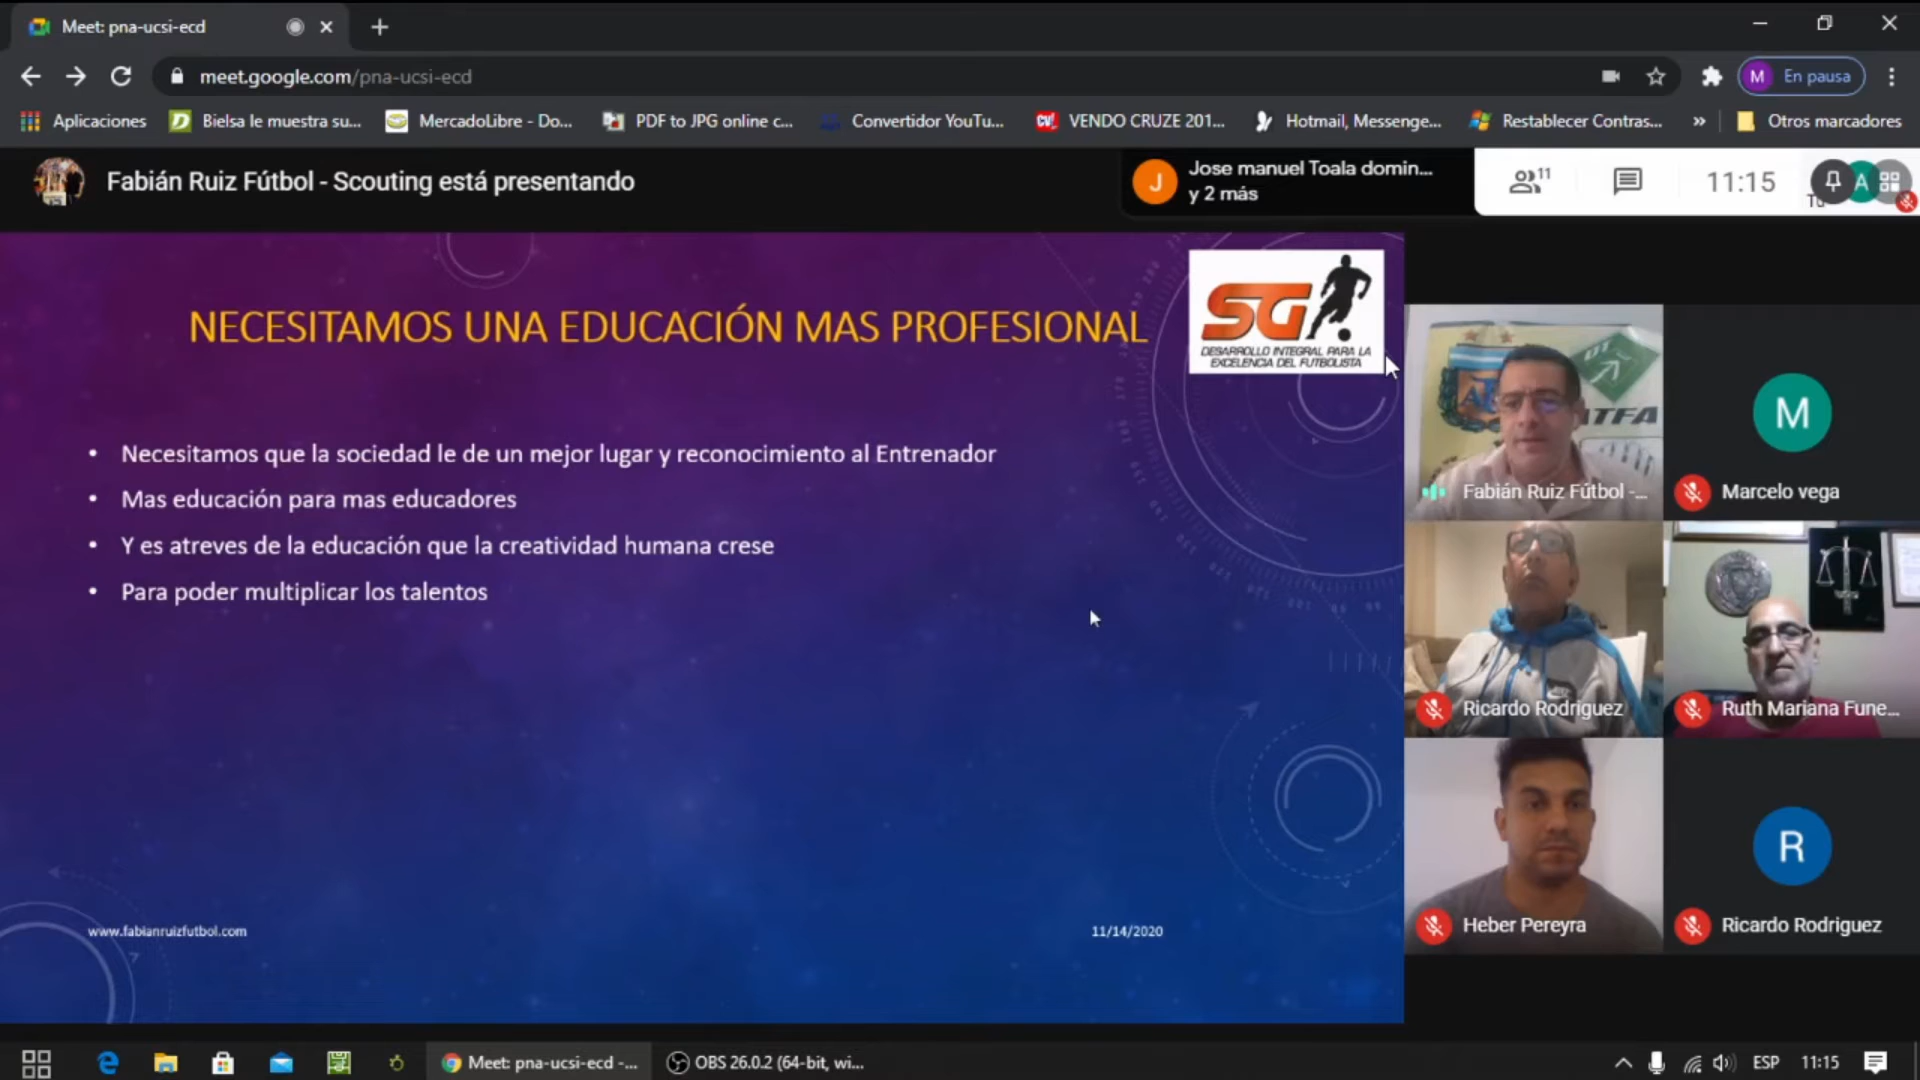 Meet: pna-ucsi-ecd
meet.google.com/pna-ucsi-ecd
M
En pausa
Aplicaciones
Bielsa le muestra su...
MercadoLibre - Do...
PDF to JPG online c...
Convertidor YouTu...
VENDO CRUZE 201...
Hotmail, Messenge...
Restablecer Contras...
»
Otros marcadores
Fabián Ruiz Fútbol - Scouting está presentando
J
Jose manuel Toala domin...
y 2 más
11
11:15
Tú
A
NECESITAMOS UNA EDUCACIÓN MAS PROFESIONAL
SG
DESARROLLO INTEGRAL PARA LA
EXCELENCIA DEL FUTBOLISTA
• Necesitamos que la sociedad le de un mejor lugar y reconocimiento al Entrenador
• Mas educación para mas educadores
• Y es atreves de la educación que la creatividad humana crese
• Para poder multiplicar los talentos
www.fabianruizfutbol.com
11/14/2020
ATFA
Fabián Ruiz Fútbol -...
M
Marcelo vega
Ricardo Rodriguez
Ruth Mariana Fune...
Heber Pereyra
R
Ricardo Rodriguez
Meet: pna-ucsi-ecd -...
OBS 26.0.2 (64-bit, wi...
ESP
11:15